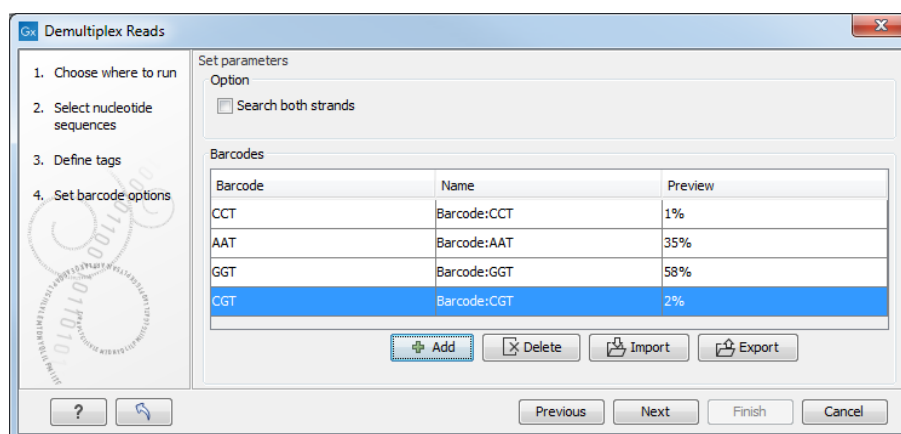 Gx Demultiplex Reads
1. Choose where to run
2. Select nucleotide
sequences
3. Define tags
4. Set barcode options
Set parameters
Option
Search both strands
Barcodes
Barcode Name Preview
CCT Barcode:CCT 1%
AAT Barcode:AAT 35%
GGT Barcode:GGT 58%
CGT Barcode:CGT 2%
Add Delete Import Export
? Previous Next Finish Cancel